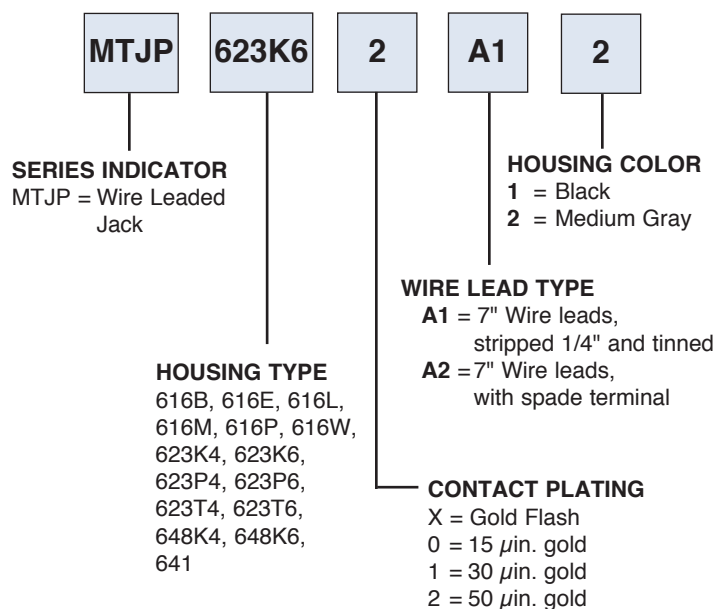 MTJP 623K6 2 A1 2
SERIES INDICATOR
MTJP = Wire Leaded
Jack
HOUSING COLOR
1 = Black
2 = Medium Gray
WIRE LEAD TYPE
A1 = 7" Wire leads,
stripped 1/4" and tinned
A2 = 7" Wire leads,
with spade terminal
HOUSING TYPE
616B, 616E, 616L,
616M, 616P, 616W,
623K4, 623K6,
623P4, 623P6,
623T4, 623T6,
648K4, 648K6,
641
CONTACT PLATING
X = Gold Flash
0 = 15 µin. gold
1 = 30 µin. gold
2 = 50 µin. gold